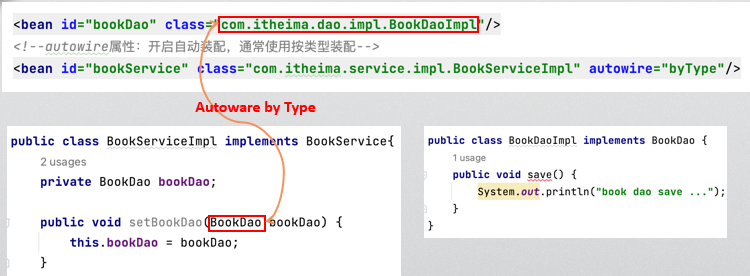 <bean id="bookDao" class="com.itheima.dao.impl.BookDaoImpl"/>
<!--autowire属性：开启自动装配，通常使用按类型装配-->
<bean id="bookService" class="com.itheima.service.impl.BookServiceImpl" autowire="byType"/>
Autoware by Type
public class BookServiceImpl implements BookService{
2 usages
private BookDao bookDao;
public void setBookDao(BookDao bookDao) {
this.bookDao = bookDao;
}
public class BookDaoImpl implements BookDao {
1 usage
public void save() {
System.out.println("book dao save ...");
}
}